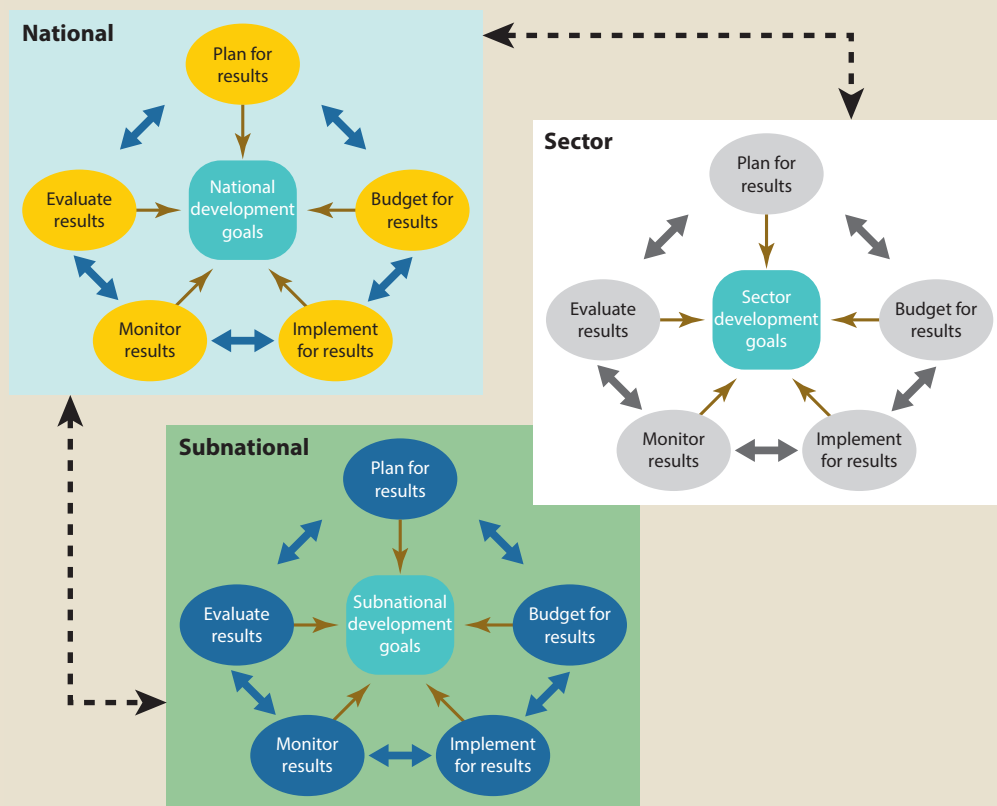 National
Plan for
results
Evaluate
results
National
development
goals
Budget for
results
Monitor
results
Implement
for results
Sector
Plan for
results
Evaluate
results
Sector
development
goals
Budget for
results
Monitor
results
Implement
for results
Subnational
Plan for
results
Evaluate
results
Subnational
development
goals
Budget for
results
Monitor
results
Implement
for results